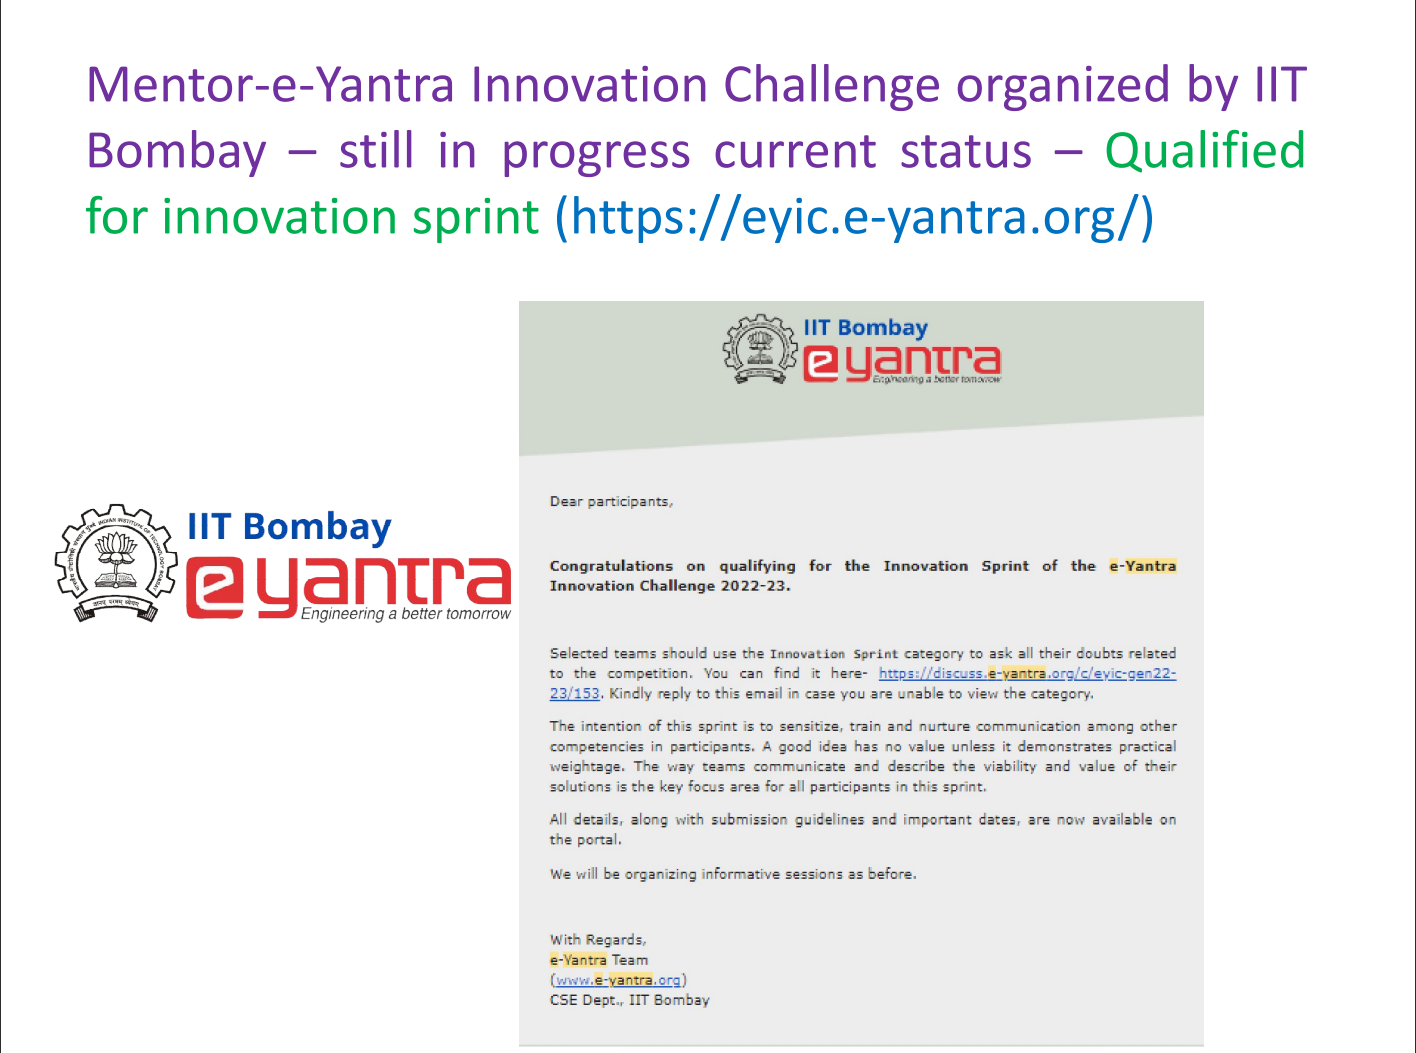 Mentor-e-Yantra Innovation Challenge organized by IIT
Bombay – still in progress current status – Qualified
for innovation sprint (https://eyic.e-yantra.org/)
IIT Bombay
e yantra
Engineering a better tomorrow
IIT Bombay
e yantra
Engineering a better tomorrow
Dear participants,
Congratulations on qualifying for the Innovation Sprint of the e-Yantra
Innovation Challenge 2022-23.
Selected teams should use the Innovation Sprint category to ask all their doubts related
to the competition. You can find it here- https://discuss.e-yantra.org/c/eyic-gen22-
23/153. Kindly reply to this email in case you are unable to view the category.
The intention of this sprint is to sensitize, train and nurture communication among other
competencies in participants. A good idea has no value unless it demonstrates practical
weightage. The way teams communicate and describe the viability and value of their
solutions is the key focus area for all participants in this sprint.
All details, along with submission guidelines and important dates, are now available on
the portal.
We will be organizing informative sessions as before.
With Regards,
e-Yantra Team
(www.e-yantra.org)
CSE Dept., IIT Bombay